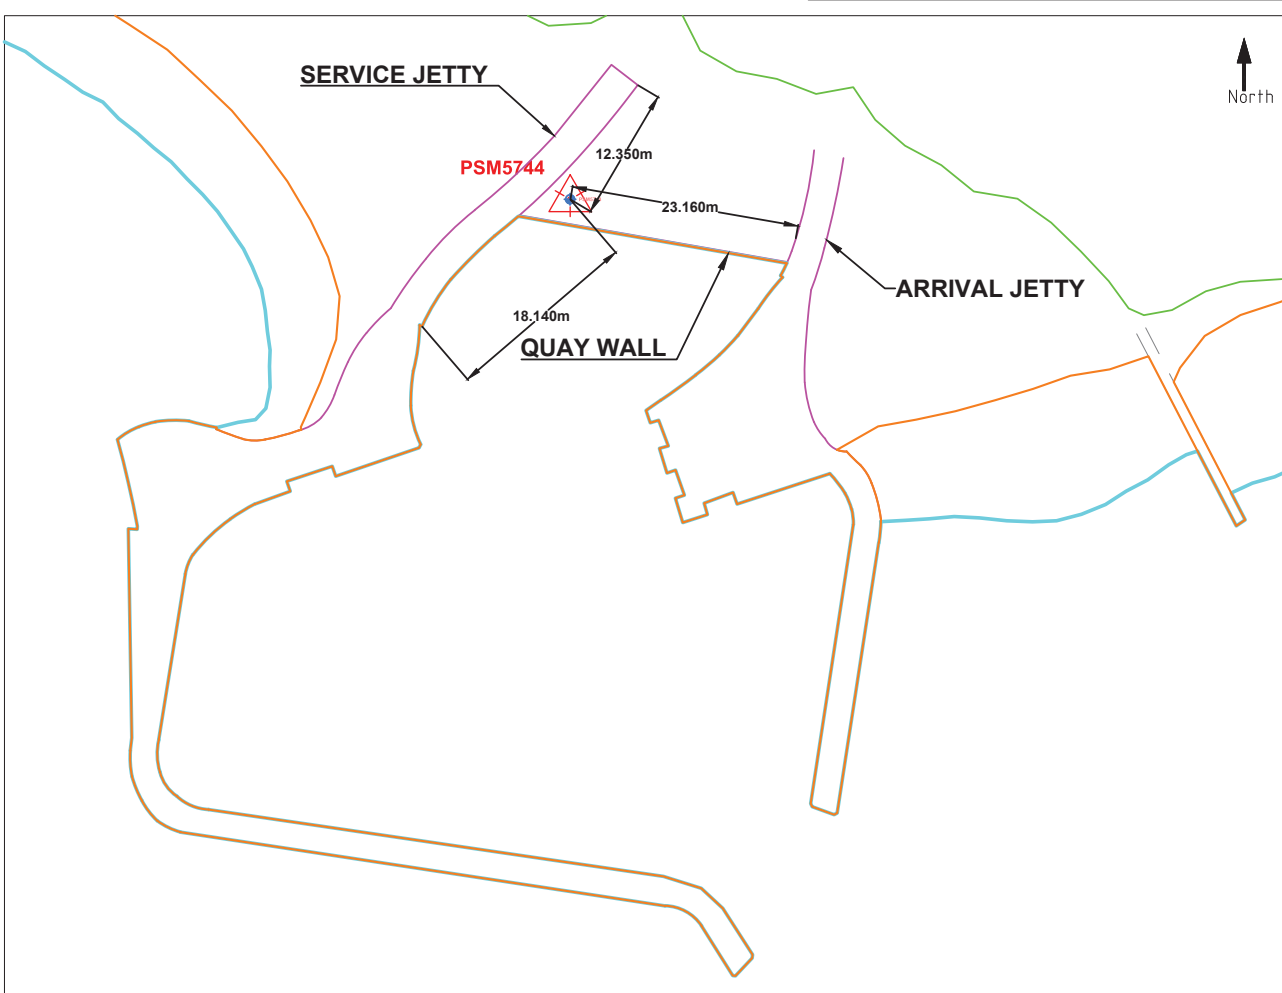 North
SERVICE JETTY
12.350m
PSM5744
23.160m
ARRIVAL JETTY
18.140m
QUAY WALL